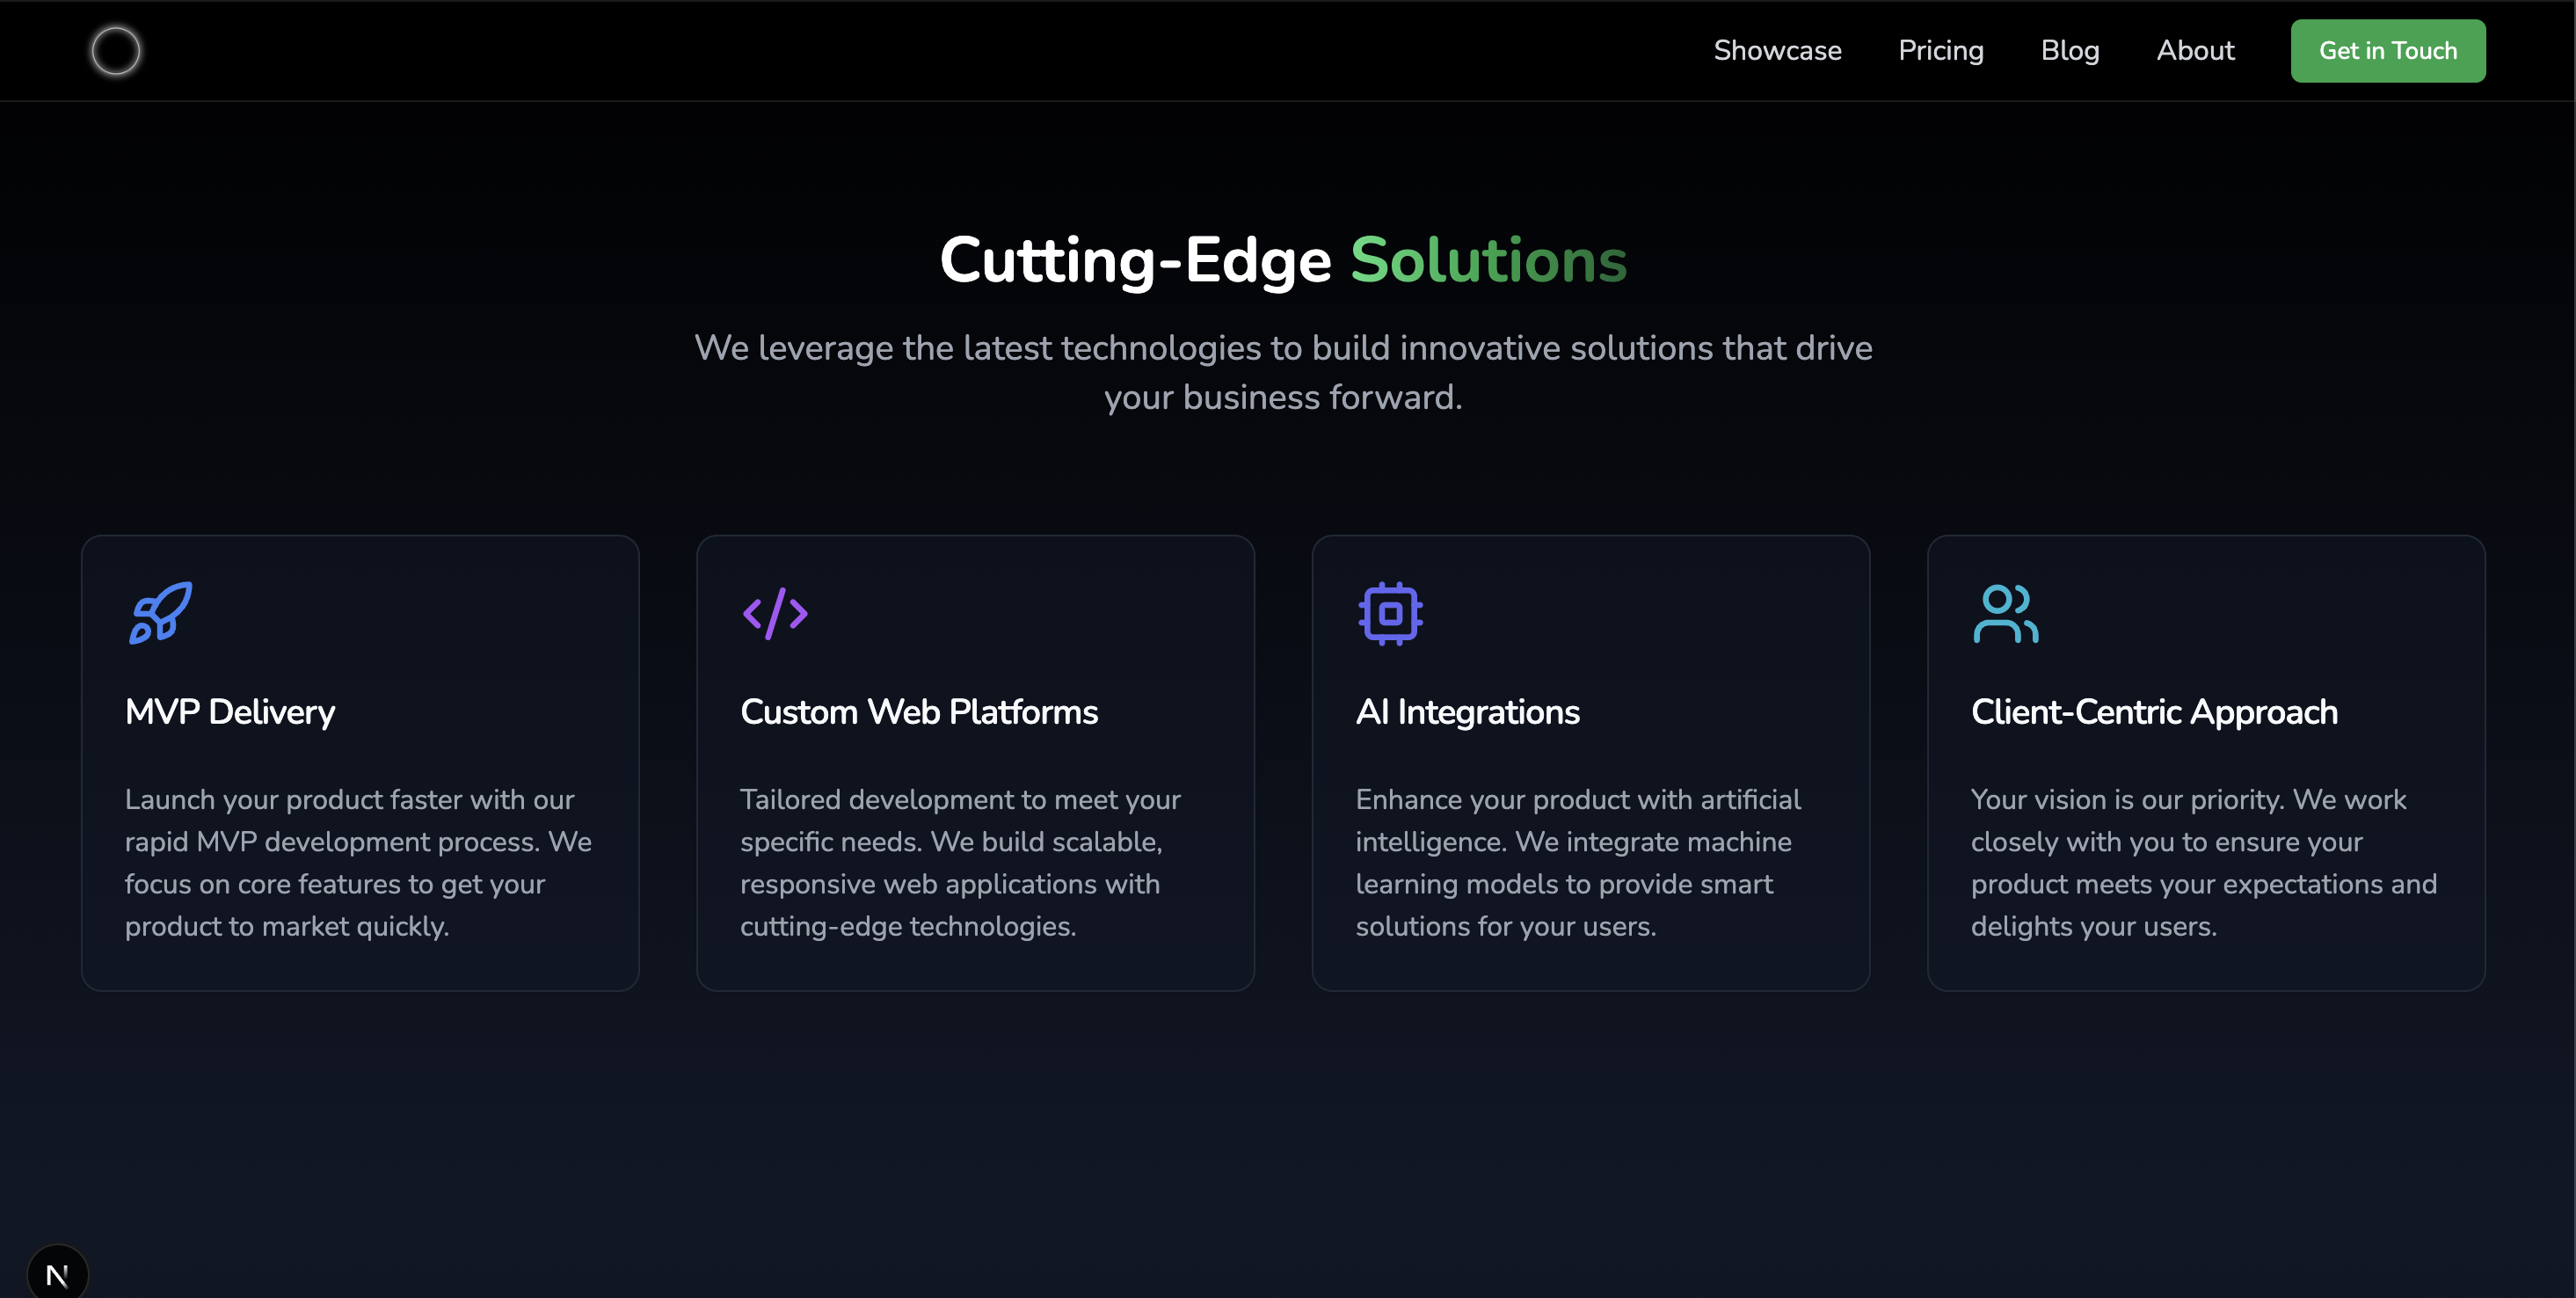 Showcase
Pricing
Blog
About
Get in Touch
Cutting-Edge Solutions
We leverage the latest technologies to build innovative solutions that drive
your business forward.
MVP Delivery
Launch your product faster with our
rapid MVP development process. We
focus on core features to get your
product to market quickly.
Custom Web Platforms
Tailored development to meet your
specific needs. We build scalable,
responsive web applications with
cutting-edge technologies.
AI Integrations
Enhance your product with artificial
intelligence. We integrate machine
learning models to provide smart
solutions for your users.
Client-Centric Approach
Your vision is our priority. We work
closely with you to ensure your
product meets your expectations and
delights your users.
N